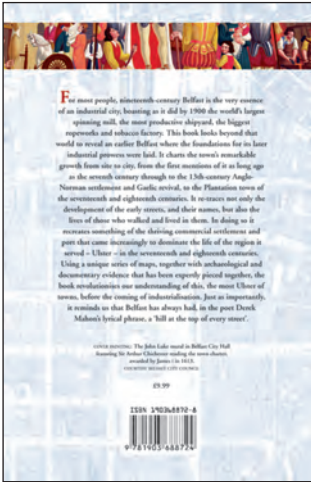 For most people, nineteenth-century Belfast is the very essence
of an industrial city, boasting as it did by 1900 the world's largest
spinning mill, the most productive shipyard, the biggest
ropeworks and tobacco factory. This book looks beyond that
world to reveal an earlier Belfast where the foundations for its later
industrial prowess were laid. It charts the town's remarkable
growth from site to city, from the first mentions of it as long ago
as the seventh century through to the 13th-century Anglo-
Norman settlement and Gaelic revival, to the Plantation town of
the seventeenth and eighteenth centuries. It re-traces not only the
development of the early streets, and their names, but also the
lives of those who walked and lived in them. In doing so it
recreates something of the thriving commercial settlement and
port that came increasingly to dominate the life of the region it
served – Ulster – in the seventeenth and eighteenth centuries.
Using a unique series of maps, together with archaeological and
documentary evidence that has been expertly pieced together, the
book revolutionises our understanding of this, the most Ulster of
towns, before the coming of industrialisation. Just as importantly,
it reminds us that Belfast has always had, in the poet Derek
Mahon's lyrical phrase, a 'hill at the top of every street'.
COVER PAINTING: The John Luke mural in Belfast City Hall
featuring Sir Arthur Chichester reading the town charter,
awarded by James I in 1613.
COURTESY BELFAST CITY COUNCIL
£9.99
ISBN 190368872-8
9 781903 688724